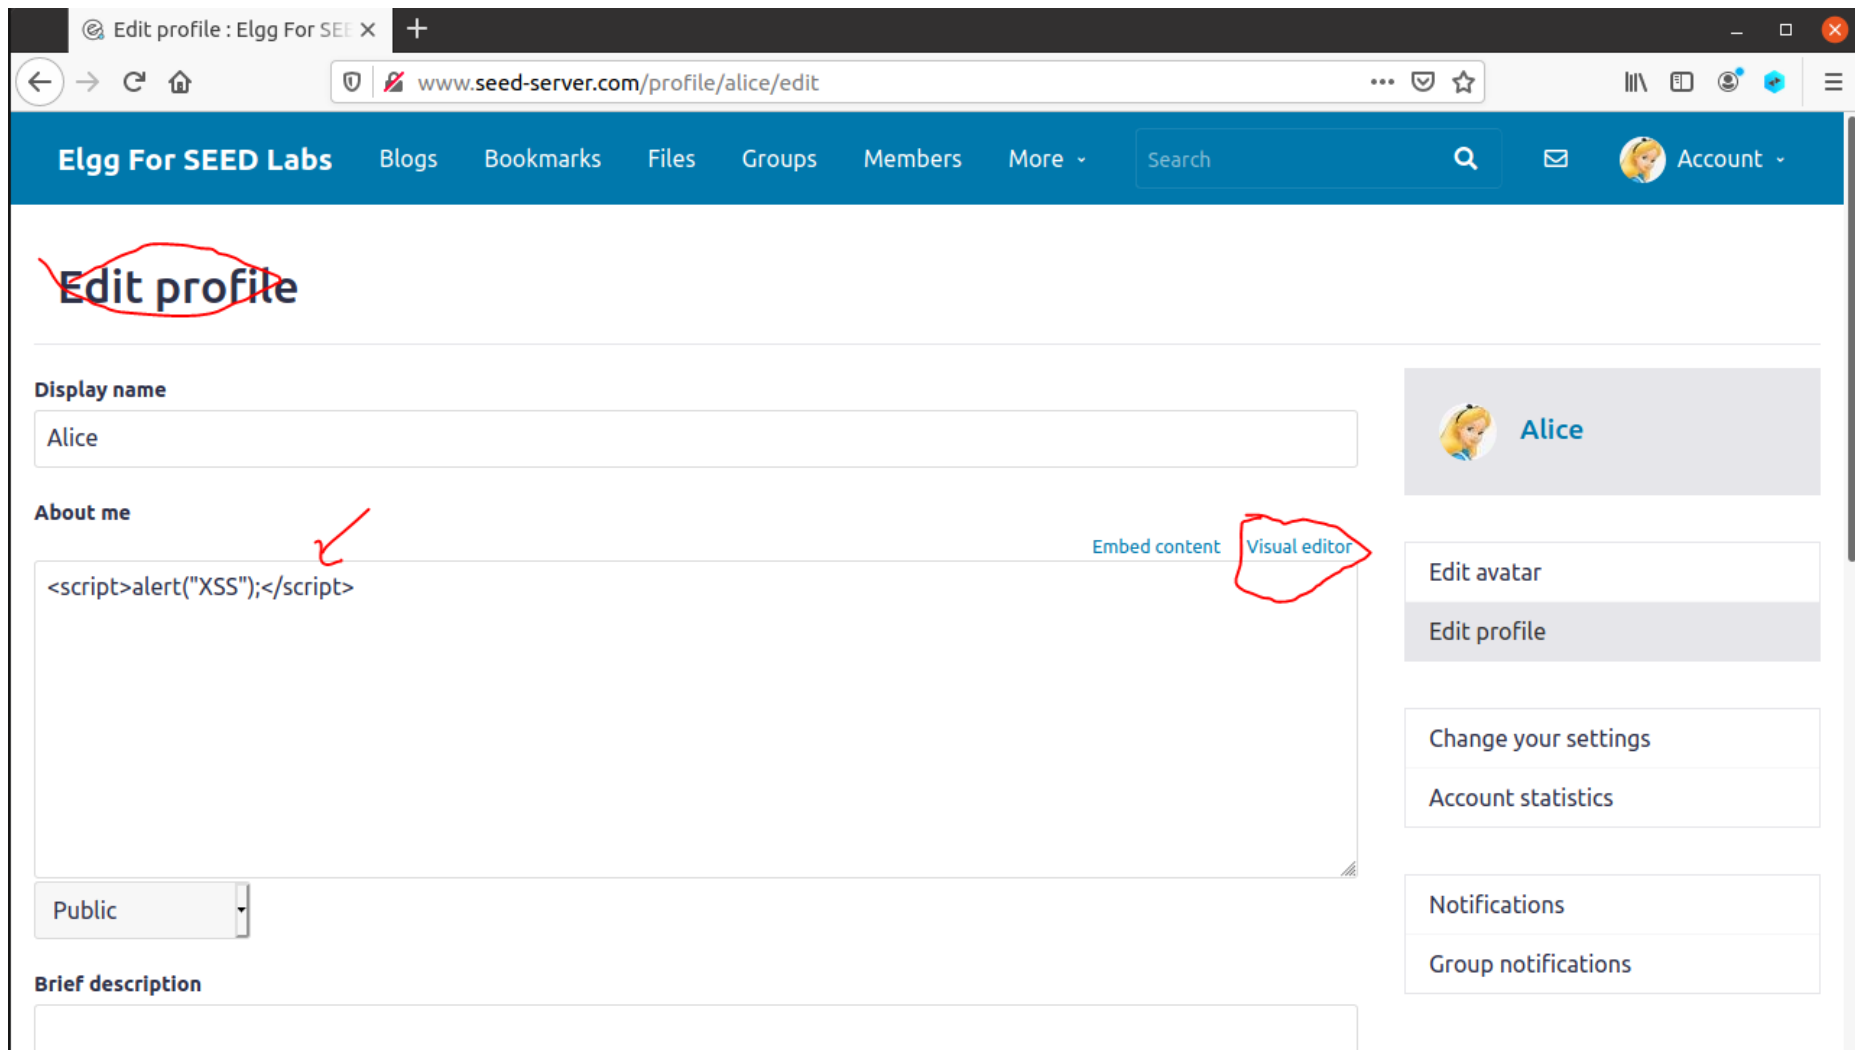 Edit profile : Elgg For SEE
www.seed-server.com/profile/alice/edit
Elgg For SEED Labs Blogs Bookmarks Files Groups Members More Search Account
Edit profile
Display name
Alice
Alice
About me
Embed content Visual editor
<script>alert("XSS");</script>
Public
Brief description
Edit avatar
Edit profile
Change your settings
Account statistics
Notifications
Group notifications